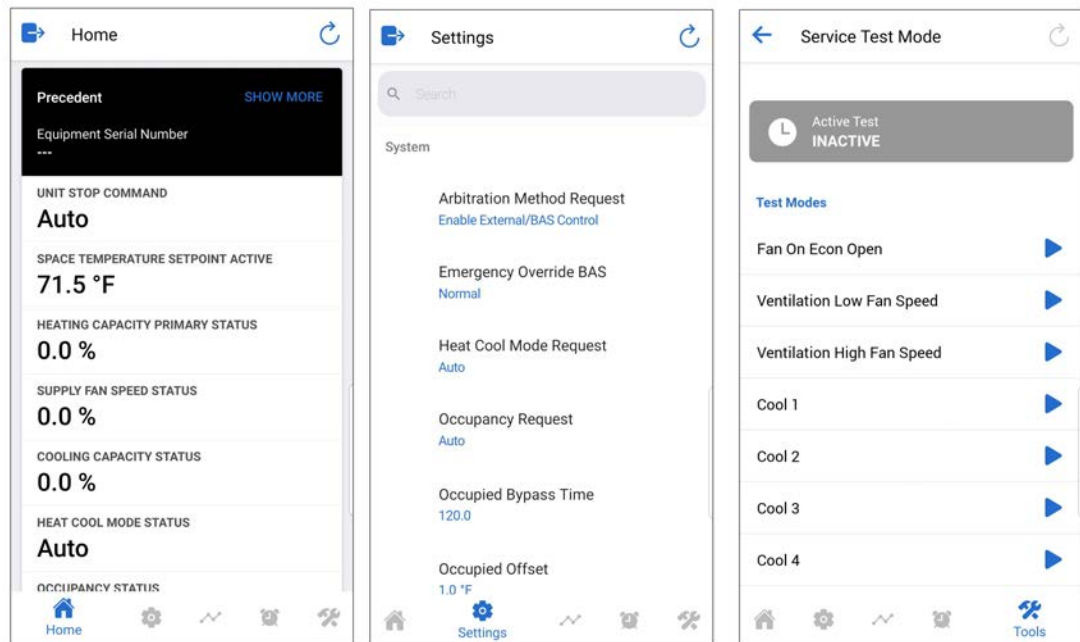 Home
Precedent SHOW MORE
Equipment Serial Number
---
UNIT STOP COMMAND
Auto
SPACE TEMPERATURE SETPOINT ACTIVE
71.5 °F
HEATING CAPACITY PRIMARY STATUS
0.0 %
SUPPLY FAN SPEED STATUS
0.0 %
COOLING CAPACITY STATUS
0.0 %
HEAT COOL MODE STATUS
Auto
OCCUPANCY STATUS
Home
Settings
Search
System
Arbitration Method Request
Enable External/BAS Control
Emergency Override BAS
Normal
Heat Cool Mode Request
Auto
Occupancy Request
Auto
Occupied Bypass Time
120.0
Occupied Offset
1.0 °F
Settings
Service Test Mode
Active Test
INACTIVE
Test Modes
Fan On Econ Open
Ventilation Low Fan Speed
Ventilation High Fan Speed
Cool 1
Cool 2
Cool 3
Cool 4
Tools